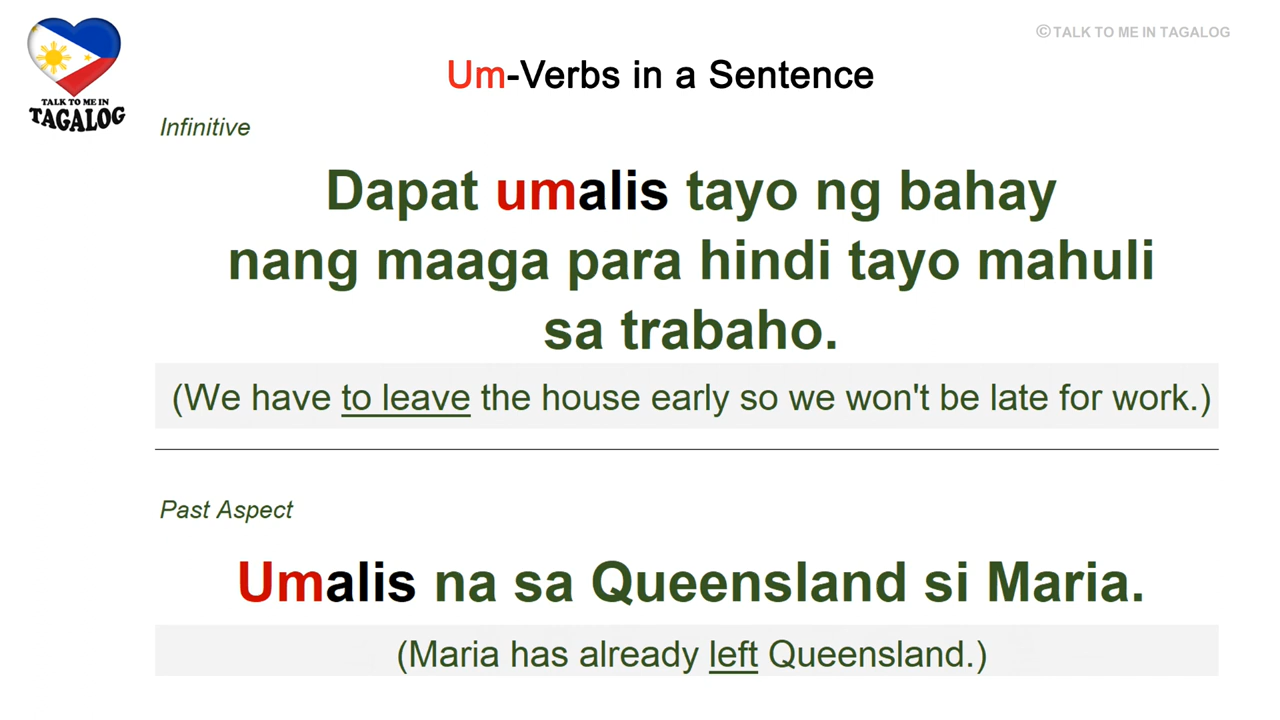 ©TALK TO ME IN TAGALOG
TALK TO ME IN
TAGALOG
Um-Verbs in a Sentence
Infinitive
Dapat umalis tayo ng bahay
nang maaga para hindi tayo mahuli
sa trabaho.
(We have to leave the house early so we won't be late for work.)
Past Aspect
Umalis na sa Queensland si Maria.
(Maria has already left Queensland.)